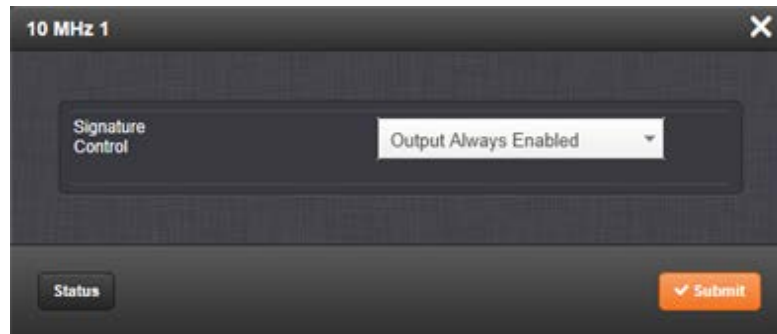 10 MHz 1
Signature
Control
Output Always Enabled
Status
Submit